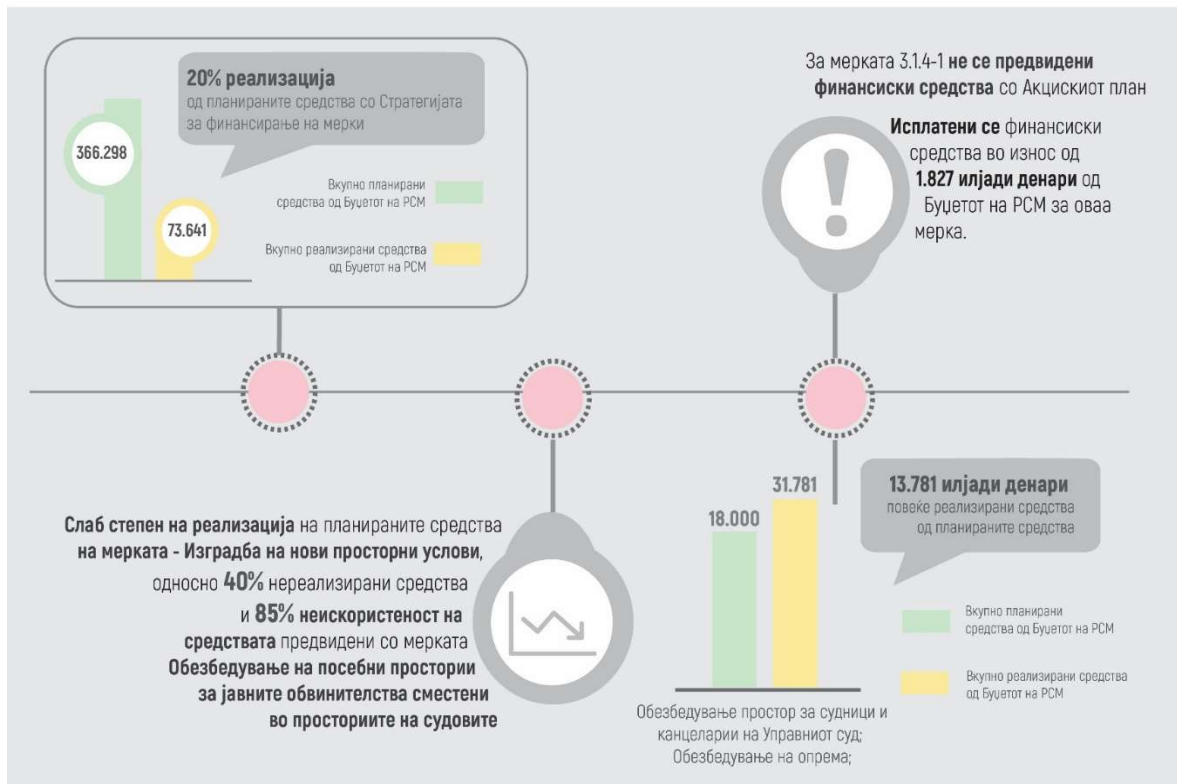 20% реализација
од планираните средства со Стратегијата
за финансирање на мерки
366.298
73.641
Вкупно планирани
средства од Буџетот на РСМ
Вкупно реализирани средства
од Буџетот на РСМ
За мерката 3.1.4-1 не се предвидени
финансиски средства со Акцискиот план
Исплатени се финансиски
средства во износ од
1.827 илјади денари од
Буџетот на РСМ за оваа
мерка.
Слаб степен на реализација на планираните средства
на мерката - Изградба на нови просторни услови,
односно 40% нереализирани средства
и 85% неискористеност на
средствата предвидени со мерката
Обезбедување на посебни простории
за јавните обвинителства сместени
во просториите на судовите
18.000
31.781
13.781 илјади денари
повеќе реализирани средства
од планираните средства
Вкупно планирани
средства од Буџетот на РСМ
Вкупно реализирани средства
од Буџетот на РСМ
Обезбедување простор за судници и
канцеларии на Управниот суд;
Обезбедување на опрема;